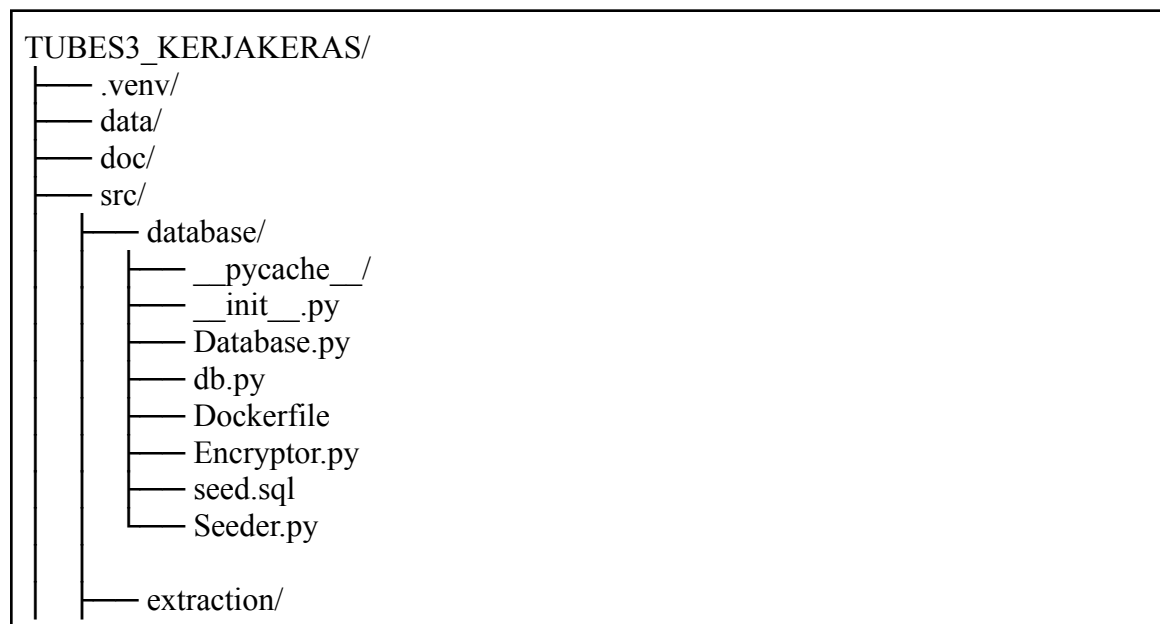 TUBES3_KERJAKERAS/
├── .venv/
├── data/
├── doc/
├── src/
│ ├── database/
│ │ ├── __pycache__/
│ │ ├── __init__.py
│ │ ├── Database.py
│ │ ├── db.py
│ │ ├── Dockerfile
│ │ ├── Encryptor.py
│ │ ├── seed.sql
│ │ └── Seeder.py
│ ├── extraction/